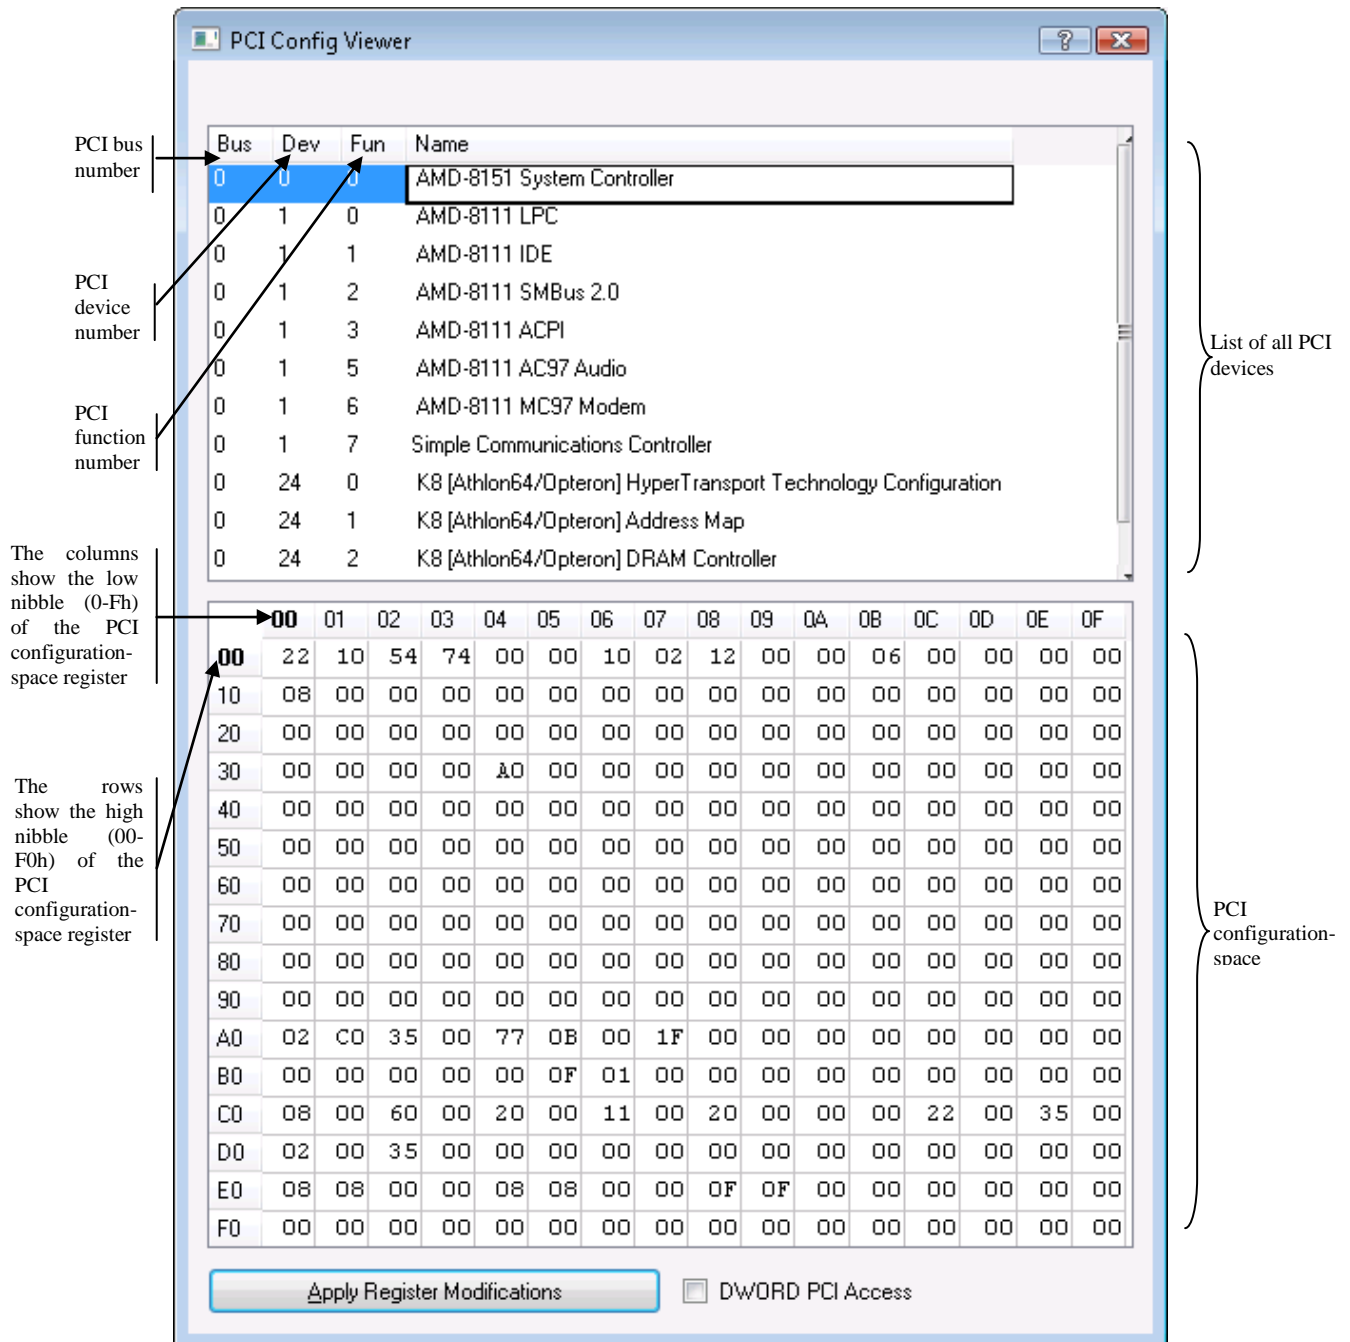 PCI Config Viewer
Bus Dev Fun Name
0 0 0 AMD-8151 System Controller
0 1 0 AMD-8111 LPC
0 1 1 AMD-8111 IDE
0 1 2 AMD-8111 SMBus 2.0
0 1 3 AMD-8111 ACPI
0 1 5 AMD-8111 AC97 Audio
0 1 6 AMD-8111 MC97 Modem
0 1 7 Simple Communications Controller
0 24 0 K8 [Athlon64/Opteron] HyperTransport Technology Configuration
0 24 1 K8 [Athlon64/Opteron] Address Map
0 24 2 K8 [Athlon64/Opteron] DRAM Controller
00 01 02 03 04 05 06 07 08 09 0A 0B 0C 0D 0E 0F
00 22 10 54 74 00 00 10 02 12 00 00 06 00 00 00 00
10 08 00 00 00 00 00 00 00 00 00 00 00 00 00 00 00
20 00 00 00 00 00 00 00 00 00 00 00 00 00 00 00 00
30 00 00 00 00 A0 00 00 00 00 00 00 00 00 00 00 00
40 00 00 00 00 00 00 00 00 00 00 00 00 00 00 00 00
50 00 00 00 00 00 00 00 00 00 00 00 00 00 00 00 00
60 00 00 00 00 00 00 00 00 00 00 00 00 00 00 00 00
70 00 00 00 00 00 00 00 00 00 00 00 00 00 00 00 00
80 00 00 00 00 00 00 00 00 00 00 00 00 00 00 00 00
90 00 00 00 00 00 00 00 00 00 00 00 00 00 00 00 00
A0 02 C0 35 00 77 0B 00 1F 00 00 00 00 00 00 00 00
B0 00 00 00 00 00 0F 01 00 00 00 00 00 00 00 00 00
C0 08 00 60 00 20 00 11 00 20 00 00 00 22 00 35 00
D0 02 00 35 00 00 00 00 00 00 00 00 00 00 00 00 00
E0 08 08 00 00 08 08 00 00 0F 0F 00 00 00 00 00 00
F0 00 00 00 00 00 00 00 00 00 00 00 00 00 00 00 00
Apply Register Modifications
DWORD PCI Access
PCI bus
number
PCI
device
number
PCI
function
number
The columns
show the low
nibble (0-Fh)
of the PCI
configuration-
space register
The rows
show the high
nibble (00-
F0h) of the
PCI
configuration-
space register
List of all PCI
devices
PCI
configuration-
space